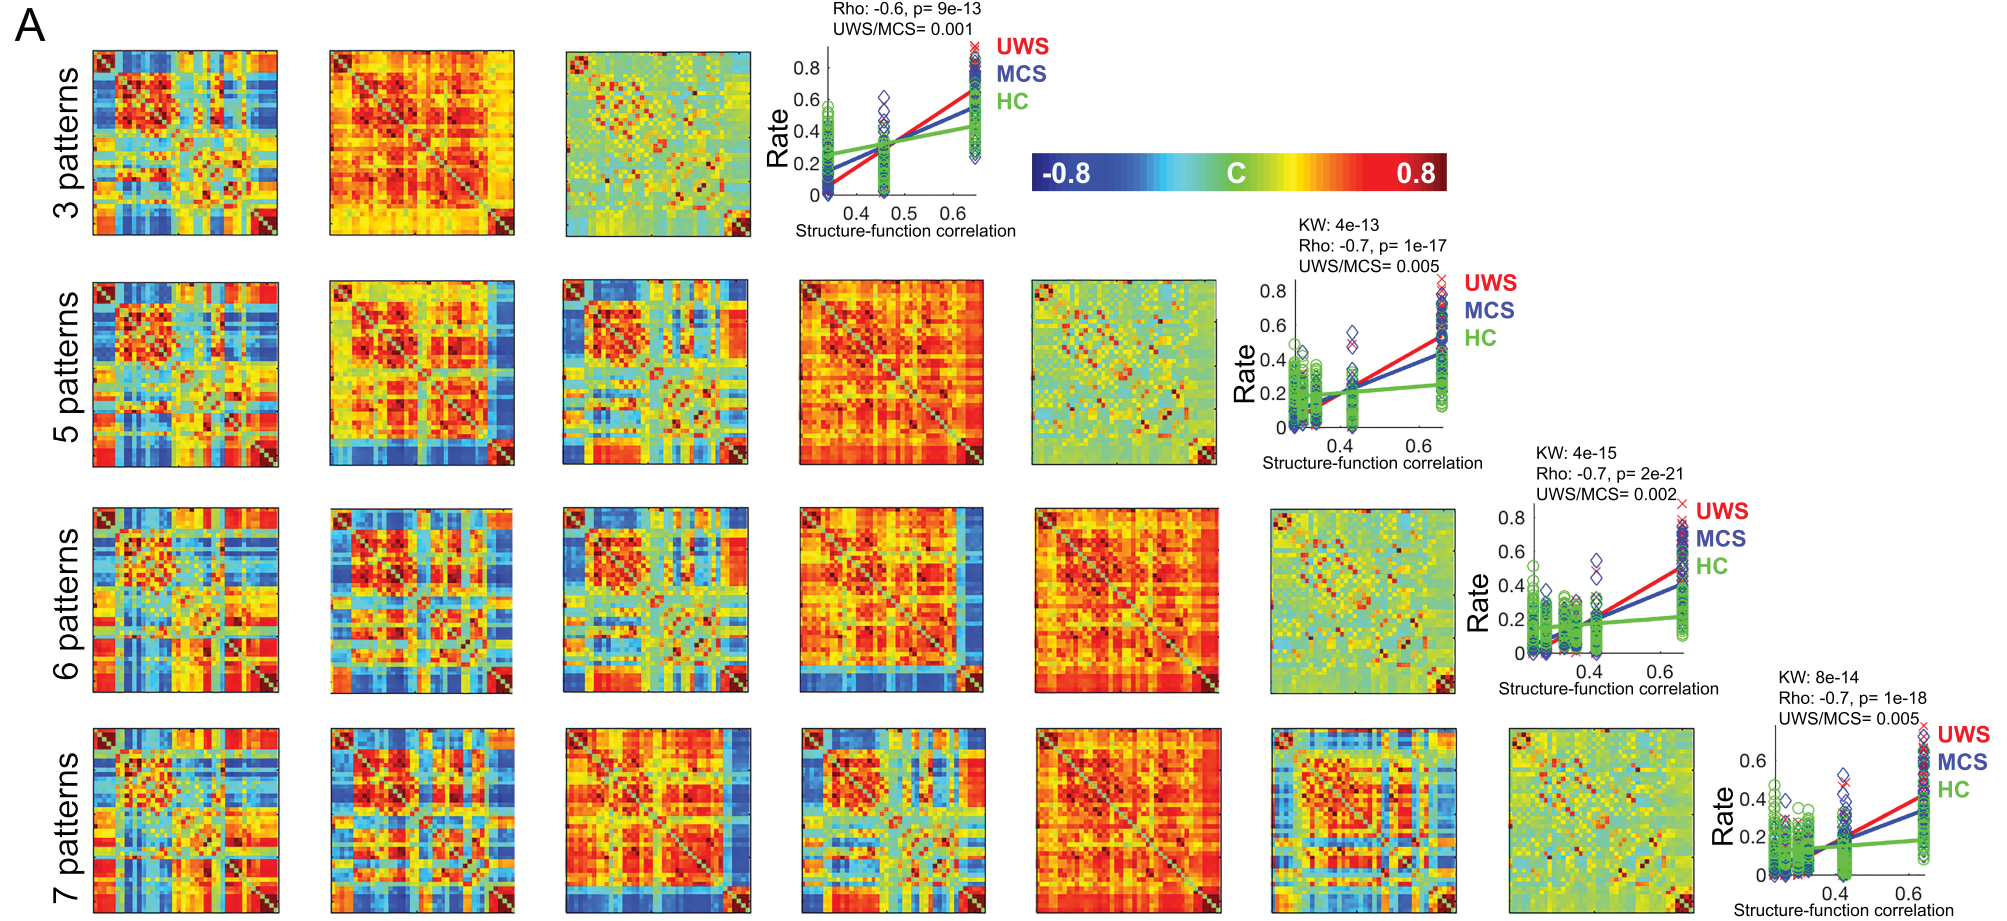 A
3 patterns
Rho: -0.6, p= 9e-13
UWS/MCS= 0.001
UWS
MCS
HC
Rate
0.8
0.6
0.4
0.2
0
0.4 0.5 0.6
Structure-function correlation
-0.8 C 0.8
5 patterns
KW: 4e-13
Rho: -0.7, p= 1e-17
UWS/MCS= 0.005
UWS
MCS
HC
Rate
0.8
0.6
0.4
0.2
0
0.4 0.6
Structure-function correlation
6 patterns
KW: 4e-15
Rho: -0.7, p= 2e-21
UWS/MCS= 0.002
UWS
MCS
HC
Rate
0.8
0.6
0.4
0.2
0
0.4 0.6
Structure-function correlation
7 patterns
KW: 8e-14
Rho: -0.7, p= 1e-18
UWS/MCS= 0.005
UWS
MCS
HC
Rate
0.6
0.4
0.2
0
0.4 0.6
Structure-function correlation